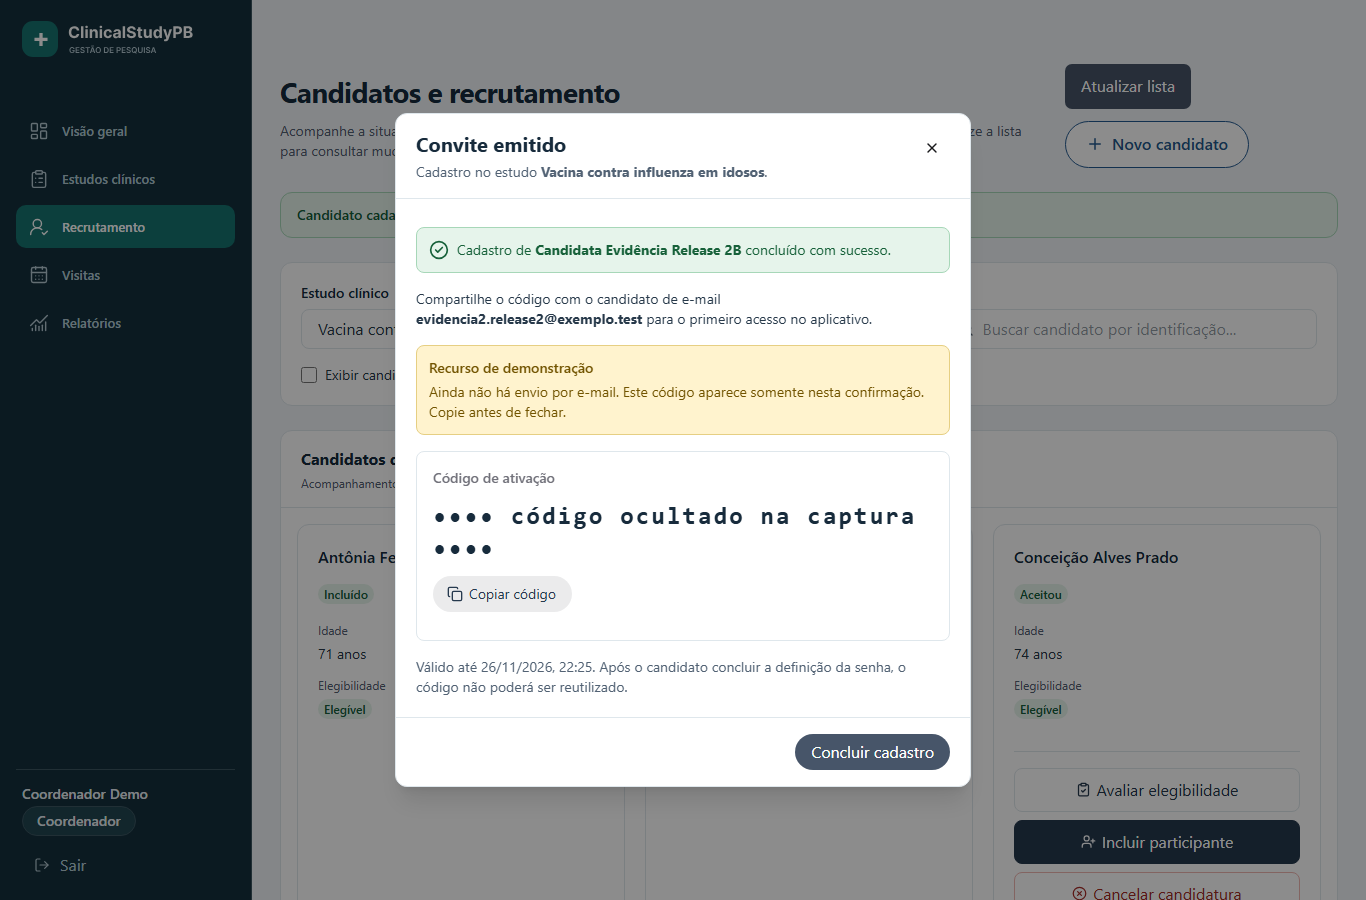 ClinicalStudyPB
GESTÃO DE PESQUISA
Visão geral
Estudos clínicos
Recrutamento
Visitas
Relatórios
Coordenador Demo
Coordenador
Sair
Candidatos e recrutamento
Acompanhe a situa
ze a lista
para consultar mud
Atualizar lista
Novo candidato
Candidato cada
Estudo clínico
Vacina con
Buscar candidato por identificação...
Exibir candi
Candidatos
Acompanhamento
Antônia Fe
Incluído
Idade
71 anos
Elegibilidade
Elegível
Conceição Alves Prado
Aceitou
Idade
74 anos
Elegibilidade
Elegível
Avaliar elegibilidade
Incluir participante
Cancelar candidatura
Convite emitido
Cadastro no estudo Vacina contra influenza em idosos.
Cadastro de Candidata Evidência Release 2B concluído com sucesso.
Compartilhe o código com o candidato de e-mail
evidencia2.release2@exemplo.test para o primeiro acesso no aplicativo.
Recurso de demonstração
Ainda não há envio por e-mail. Este código aparece somente nesta confirmação.
Copie antes de fechar.
Código de ativação
•••• código ocultado na captura
••••
Copiar código
Válido até 26/11/2026, 22:25. Após o candidato concluir a definição da senha, o
código não poderá ser reutilizado.
Concluir cadastro